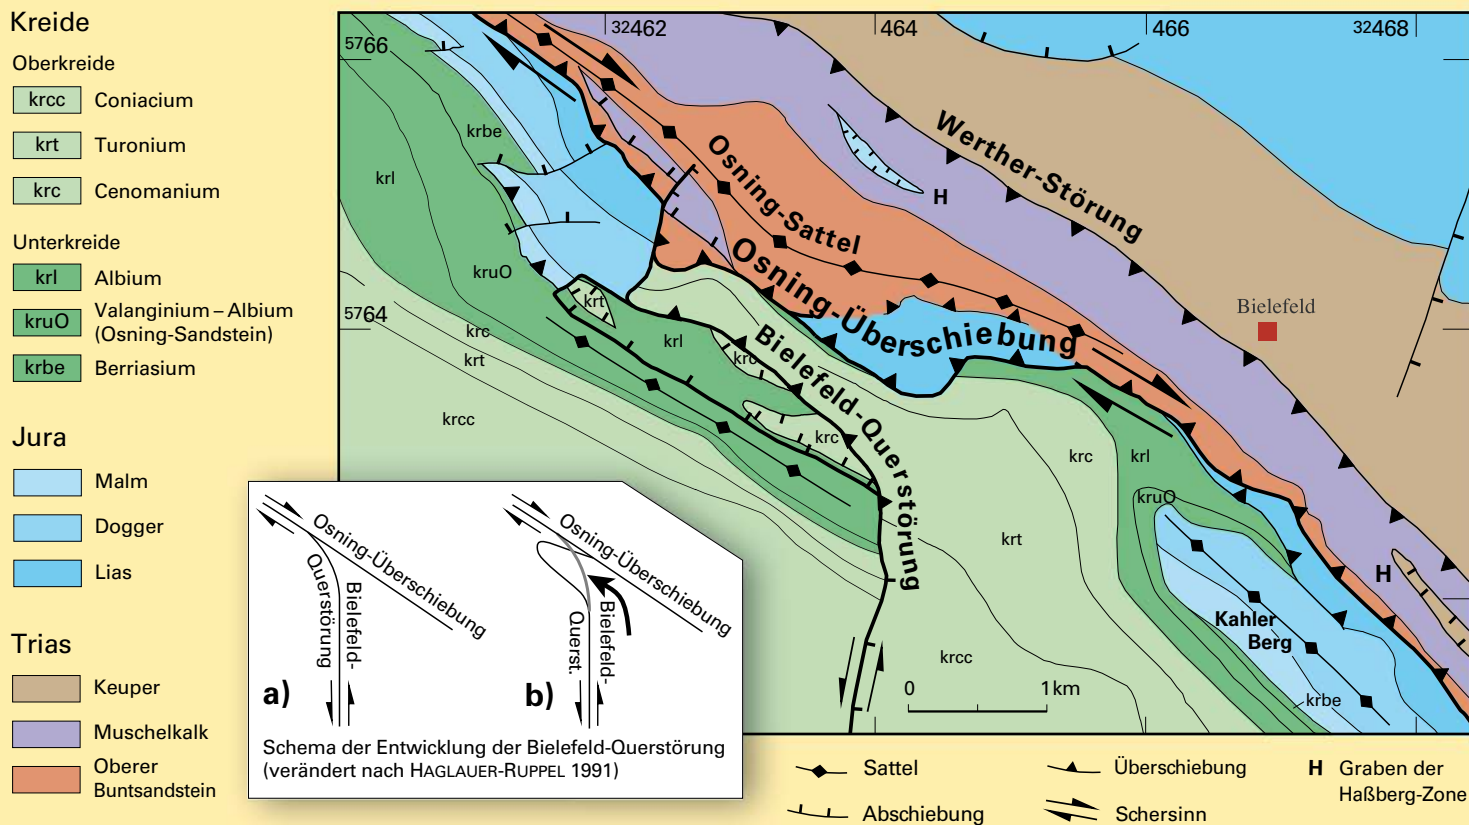 Kreide
Oberkreide
krcc Coniacium
krt Turonium
krc Cenomanium
Unterkreide
krl Albium
kruO Valanginium – Albium
(Osning-Sandstein)
krbe Berriasium
Jura
Malm
Dogger
Lias
Trias
Keuper
Muschelkalk
Oberer
Buntsandstein
5766
32462
464
466
32468
krbe
krl
kruO
5764
krt
krc
krt
krcc
krl
krc
krc
Osning-Sattel
Osning-Überschiebung
Werther-Störung
H
Bielefeld
Bielefeld-Querstörung
krc
krl
kruO
krt
krcc
H
Kahler
Berg
krbe
0 1 km
Osning-Überschiebung
Bielefeld-
Querstörung
a)
Osning-Überschiebung
Bielefeld-
Querst.
b)
Schema der Entwicklung der Bielefeld-Querstörung
(verändert nach HAGLAUER-RUPPEL 1991)
Sattel
Abschiebung
Überschiebung
Schersinn
H Graben der
Haßberg-Zone